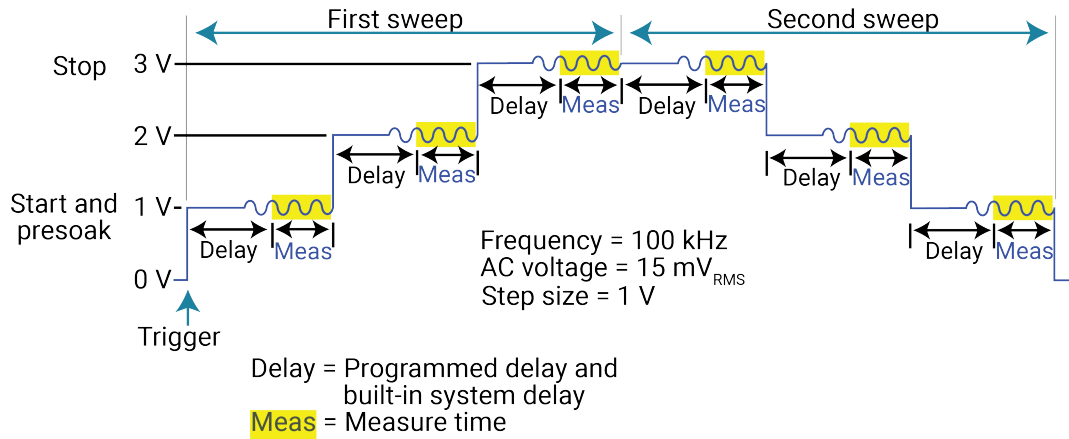 First sweep
Second sweep
Stop
3 V
Delay
Meas
Delay
Meas
2 V
Delay
Meas
Delay
Meas
Start and
presoak
1 V
Delay
Meas
Delay
Meas
Frequency = 100 kHz
AC voltage = 15 mVRMS
Step size = 1 V
0 V
Trigger
Delay = Programmed delay and
built-in system delay
Meas = Measure time